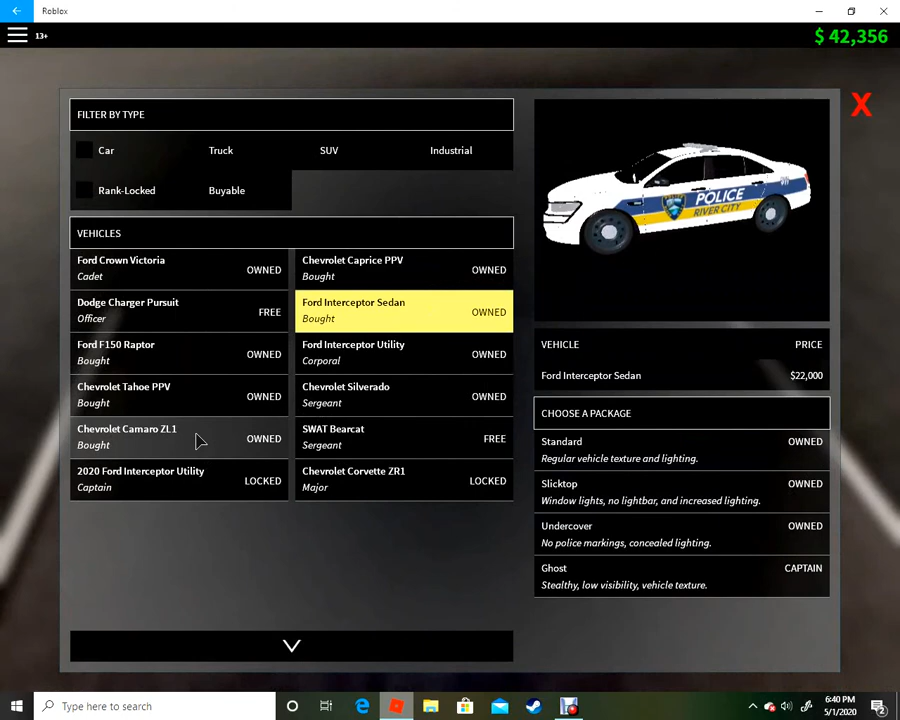 Roblox
13+
$ 42,356
X
FILTER BY TYPE
Car Truck SUV Industrial
Rank-Locked Buyable
VEHICLES
Ford Crown Victoria
Cadet
OWNED
Chevrolet Caprice PPV
Bought
OWNED
Dodge Charger Pursuit
Officer
FREE
Ford Interceptor Sedan
Bought
OWNED
Ford F150 Raptor
Bought
OWNED
Ford Interceptor Utility
Corporal
OWNED
Chevrolet Tahoe PPV
Bought
OWNED
Chevrolet Silverado
Sergeant
OWNED
Chevrolet Camaro ZL1
Bought
OWNED
SWAT Bearcat
Sergeant
FREE
2020 Ford Interceptor Utility
Captain
LOCKED
Chevrolet Corvette ZR1
Major
LOCKED
POLICE
RIVER CITY
VEHICLE PRICE
Ford Interceptor Sedan $22,000
CHOOSE A PACKAGE
Standard OWNED
Regular vehicle texture and lighting.
Slicktop OWNED
Window lights, no lightbar, and increased lighting.
Undercover OWNED
No police markings, concealed lighting.
Ghost CAPTAIN
Stealthy, low visibility, vehicle texture.
Type here to search
6:40 PM
5/1/2020
2